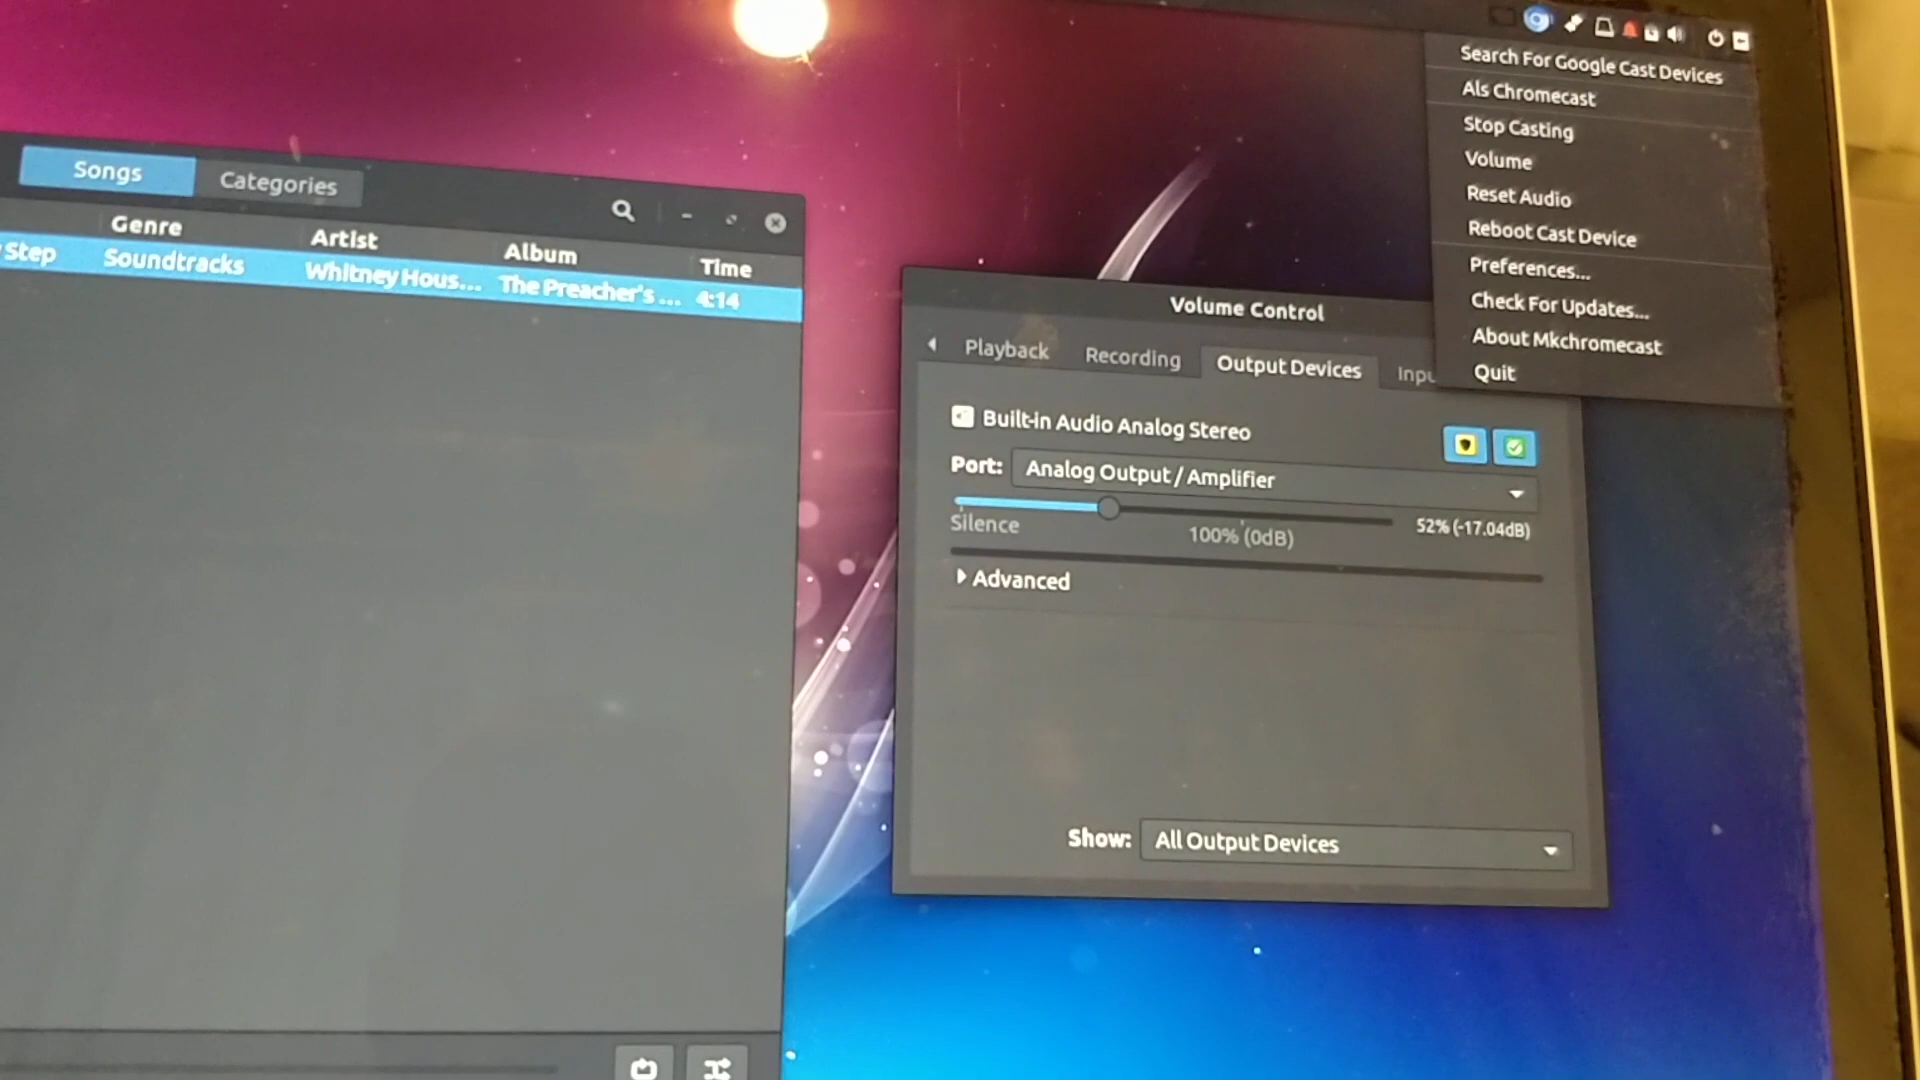 Search For Google Cast Devices
Als Chromecast
Stop Casting
Volume
Reset Audio
Reboot Cast Device
Preferences...
Check For Updates...
About Mkchromecast
Quit
Songs
Categories
Genre Artist Album Time
Step Soundtracks Whitney Hous... The Preacher's ... 4:14
Volume Control
Playback Recording Output Devices Inpu
Built-in Audio Analog Stereo
Port: Analog Output / Amplifier
Silence 100% (0dB) 52% (-17.04dB)
Advanced
Show: All Output Devices